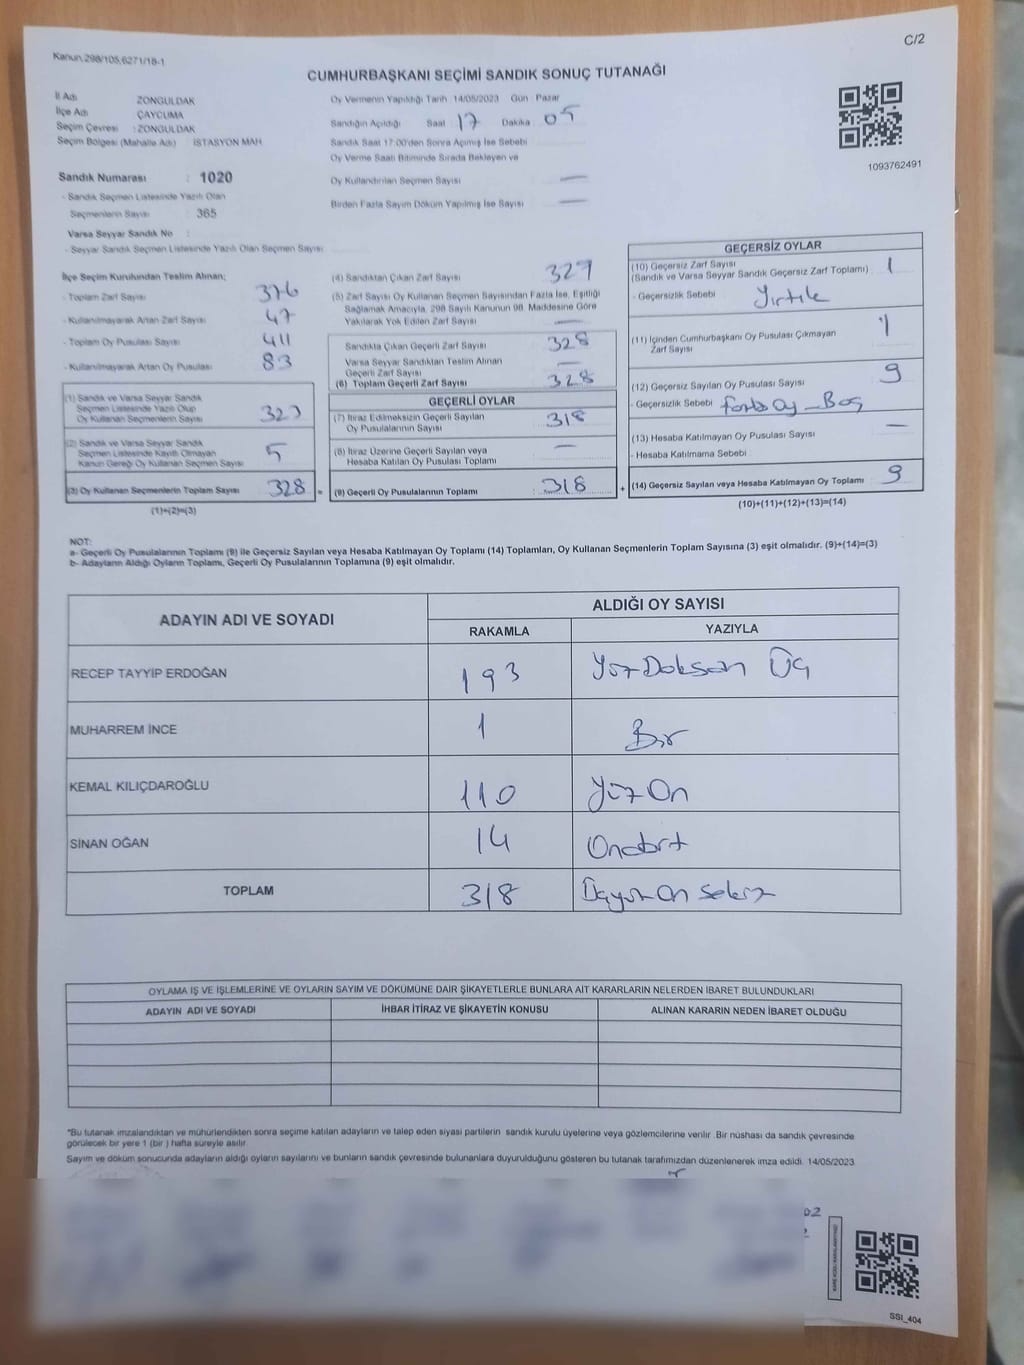 C/2
Kanun.298/105,6271/18-1
CUMHURBAŞKANI SEÇİMİ SANDIK SONUÇ TUTANAĞI
İl Adı ZONGULDAK
İlçe Adı ÇAYCUMA
Seçim Çevresi : ZONGULDAK
Seçim Bölgesi (Mahalle Adı) İSTASYON MAH
Sandık Numarası : 1020
- Sandık Seçmen Listesinde Yazılı Olan
Seçmenlerin Sayısı 365
Varsa Seyyar Sandık No :
- Seyyar Sandık Seçmen Listesinde Yazılı Olan Seçmen Sayısı
Oy Vermenin Yapıldığı Tarih 14/05/2023 Gün Pazar
Sandığın Açıldığı Saat 17 Dakika 05
Sandık Saat 17.00'den Sonra Açılmış İse Sebebi
Oy Verme Saati Bitiminde Sırada Bekleyen ve
Oy Kullandırılan Seçmen Sayısı —
Birden Fazla Sayım Döküm Yapılmış İse Sayısı —
1093762491
İlçe Seçim Kurulundan Teslim Alınan;
- Toplam Zarf Sayısı 376
- Kullanılmayarak Artan Zarf Sayısı 47
- Toplam Oy Pusulası Sayısı 411
- Kullanılmayarak Artan Oy Pusulası 83
(1) Sandık ve Varsa Seyyar Sandık
Seçmen Listesinde Yazılı Olup
Oy Kullanan Seçmenlerin Sayısı 323
(2) Sandık ve Varsa Seyyar Sandık
Seçmen Listesinde Kayıtlı Olmayan
Kanun Gereği Oy Kullanan Seçmen Sayısı 5
(3) Oy Kullanan Seçmenlerin Toplam Sayısı 328 =
(1)+(2)=(3)
(4) Sandıktan Çıkan Zarf Sayısı 329
(5) Zarf Sayısı Oy Kullanan Seçmen Sayısından Fazla İse, Eşitliği
Sağlamak Amacıyla, 298 Sayılı Kanunun 98. Maddesine Göre
Yakılarak Yok Edilen Zarf Sayısı —
Sandıkta Çıkan Geçerli Zarf Sayısı 328
Varsa Seyyar Sandıktan Teslim Alınan
Geçerli Zarf Sayısı —
(6) Toplam Geçerli Zarf Sayısı 328
GEÇERLİ OYLAR
(7) İtiraz Edilmeksizin Geçerli Sayılan
Oy Pusulalarının Sayısı 318
(8) İtiraz Üzerine Geçerli Sayılan veya
Hesaba Katılan Oy Pusulası Toplamı —
(9) Geçerli Oy Pusulalarının Toplamı 318 +
GEÇERSİZ OYLAR
(10) Geçersiz Zarf Sayısı 1
(Sandık ve Varsa Seyyar Sandık Geçersiz Zarf Toplamı)
- Geçersizlik Sebebi Yırtık
(11) İçinden Cumhurbaşkanı Oy Pusulası Çıkmayan 1
Zarf Sayısı
(12) Geçersiz Sayılan Oy Pusulası Sayısı 9
- Geçersizlik Sebebi Fazla Oy - Boş
(13) Hesaba Katılmayan Oy Pusulası Sayısı —
- Hesaba Katılmama Sebebi
(14) Geçersiz Sayılan veya Hesaba Katılmayan Oy Toplamı 9
(10)+(11)+(12)+(13)=(14)
NOT:
a- Geçerli Oy Pusulalarının Toplamı (9) ile Geçersiz Sayılan veya Hesaba Katılmayan Oy Toplamı (14) Toplamları, Oy Kullanan Seçmenlerin Toplam Sayısına (3) eşit olmalıdır. (9)+(14)=(3)
b- Adayların Aldığı Oyların Toplamı, Geçerli Oy Pusulalarının Toplamına (9) eşit olmalıdır.
ADAYIN ADI VE SOYADI
ALDIĞI OY SAYISI
RAKAMLA YAZIYLA
RECEP TAYYİP ERDOĞAN 193 Yüz Doksan Üç
MUHARREM İNCE 1 Bir
KEMAL KILIÇDAROĞLU 110 Yüz On
SİNAN OĞAN 14 Ondört
TOPLAM 318 Üçyüz On Sekiz
OYLAMA İŞ VE İŞLEMLERİNE VE OYLARIN SAYIM VE DÖKÜMÜNE DAİR ŞİKAYETLERLE BUNLARA AİT KARARLARIN NELERDEN İBARET BULUNDUKLARI
ADAYIN ADI VE SOYADI İHBAR İTİRAZ VE ŞİKAYETİN KONUSU ALINAN KARARIN NEDEN İBARET OLDUĞU
*Bu tutanak imzalandıktan ve mühürlendikten sonra seçime katılan adayların ve talep eden siyasi partilerin sandık kurulu üyelerine veya gözlemcilerine verilir. Bir nüshası da sandık çevresinde
görülecek bir yere 1 (bir ) hafta süreyle asılır.
Sayım ve döküm sonucunda adayların aldığı oyların sayılarını ve bunların sandık çevresinde bulunanlara duyurulduğunu gösteren bu tutanak tarafımızdan düzenlenerek imza edildi. 14/05/2023
SSI_404